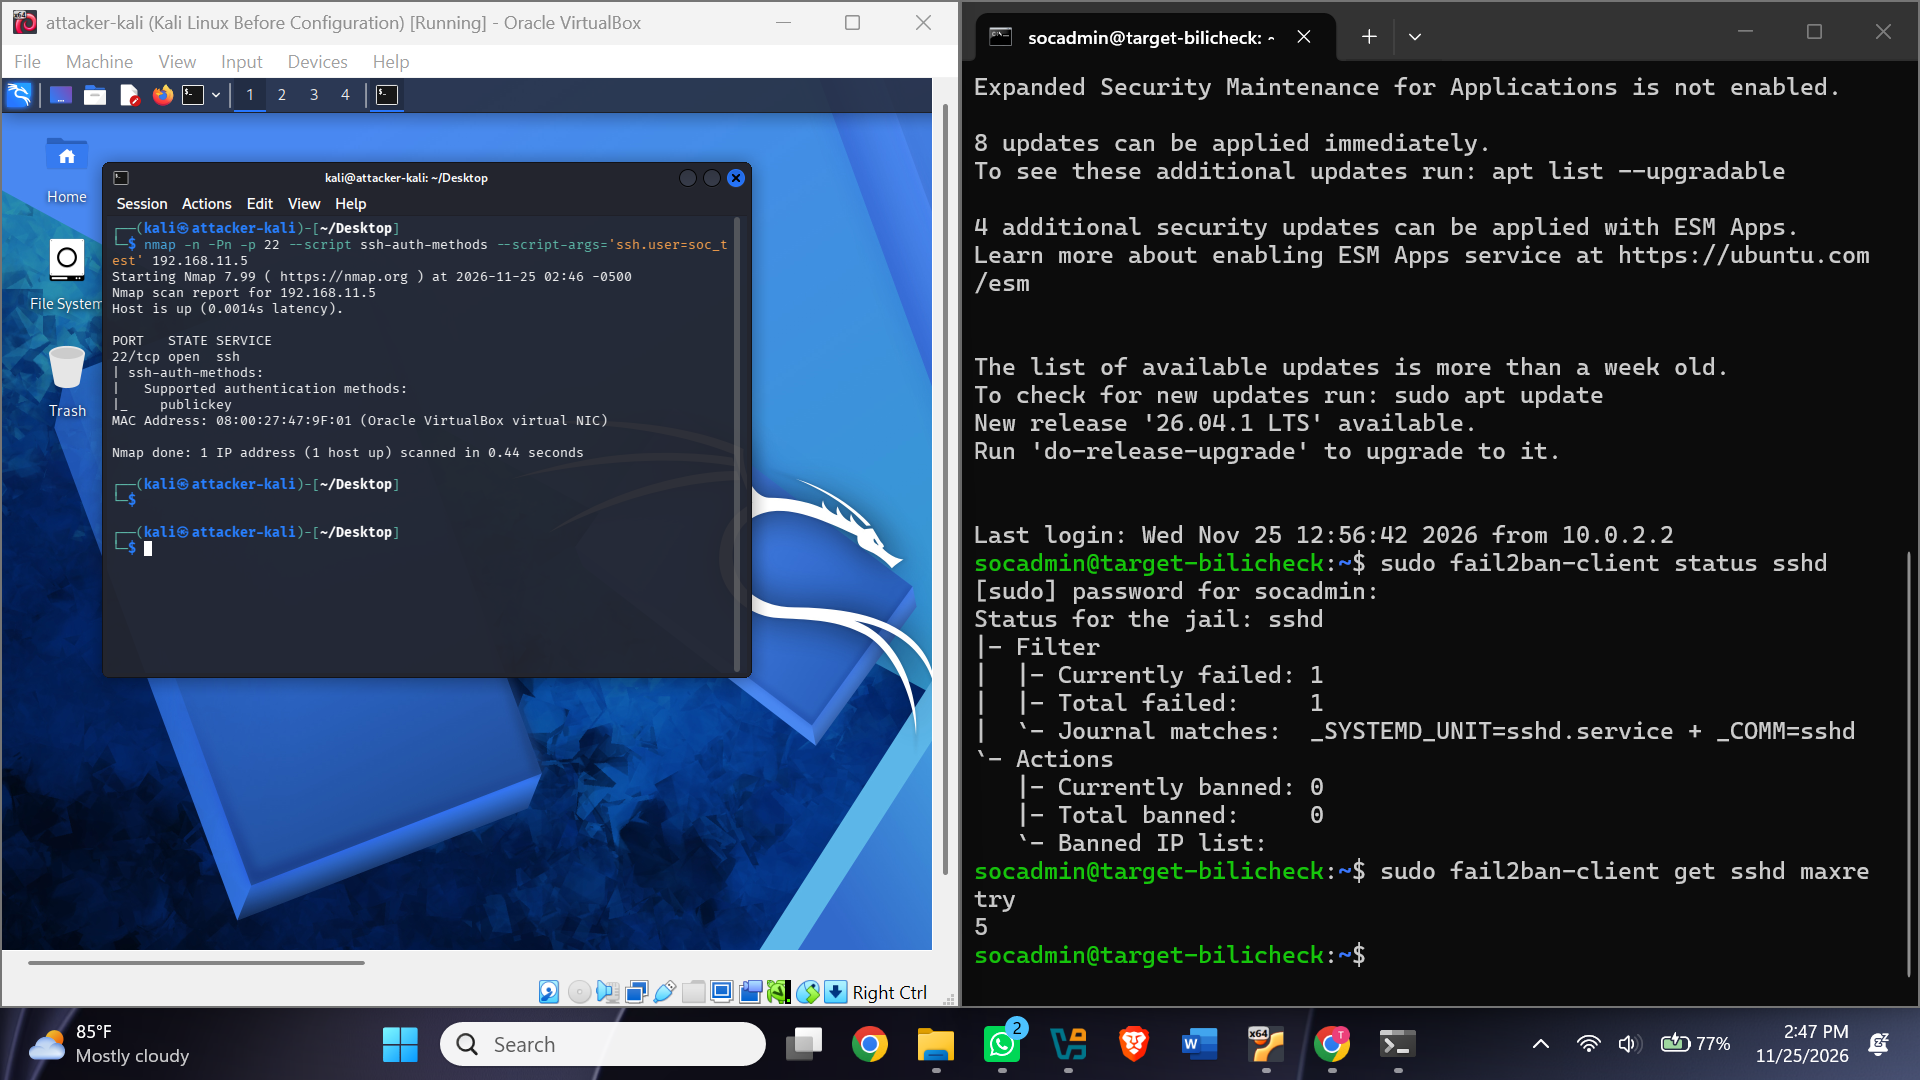 attacker-kali (Kali Linux Before Configuration) [Running] - Oracle VirtualBox
File Machine View Input Devices Help
1 2 3 4
Home
File System
Trash
kali@attacker-kali: ~/Desktop
Session Actions Edit View Help
┌──(kali㉿attacker-kali)-[~/Desktop]
└─$ nmap -n -Pn -p 22 --script ssh-auth-methods --script-args='ssh.user=soc_t
est' 192.168.11.5
Starting Nmap 7.99 ( https://nmap.org ) at 2026-11-25 02:46 -0500
Nmap scan report for 192.168.11.5
Host is up (0.0014s latency).
PORT   STATE SERVICE
22/tcp open  ssh
| ssh-auth-methods:
|   Supported authentication methods:
|_    publickey
MAC Address: 08:00:27:47:9F:01 (Oracle VirtualBox virtual NIC)
Nmap done: 1 IP address (1 host up) scanned in 0.44 seconds
┌──(kali㉿attacker-kali)-[~/Desktop]
└─$
┌──(kali㉿attacker-kali)-[~/Desktop]
└─$
Right Ctrl
socadmin@target-bilicheck: ~
Expanded Security Maintenance for Applications is not enabled.
8 updates can be applied immediately.
To see these additional updates run: apt list --upgradable
4 additional security updates can be applied with ESM Apps.
Learn more about enabling ESM Apps service at https://ubuntu.com
/esm
The list of available updates is more than a week old.
To check for new updates run: sudo apt update
New release '26.04.1 LTS' available.
Run 'do-release-upgrade' to upgrade to it.
Last login: Wed Nov 25 12:56:42 2026 from 10.0.2.2
socadmin@target-bilicheck:~$ sudo fail2ban-client status sshd
[sudo] password for socadmin:
Status for the jail: sshd
|- Filter
|  |- Currently failed: 1
|  |- Total failed:     1
|  `- Journal matches:  _SYSTEMD_UNIT=sshd.service + _COMM=sshd
`- Actions
   |- Currently banned: 0
   |- Total banned:     0
   `- Banned IP list:
socadmin@target-bilicheck:~$ sudo fail2ban-client get sshd maxre
try
5
socadmin@target-bilicheck:~$
85°F
Mostly cloudy
Search
2
x64
W
T
77%
2:47 PM
11/25/2026